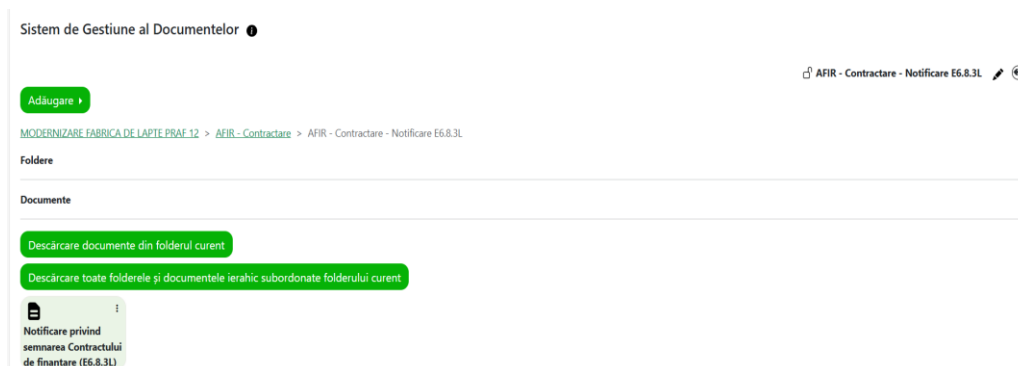 Sistem de Gestiune al Documentelor
AFIR - Contractare - Notificare E6.8.3L
Adăugare
MODERNIZARE FABRICA DE LAPTE PRAF 12 > AFIR - Contractare > AFIR - Contractare - Notificare E6.8.3L
Foldere
Documente
Descărcare documente din folderul curent
Descărcare toate folderele și documentele ierahic subordonate folderului curent
Notificare privind
semnarea Contractului
de finantare (E6.8.3L)